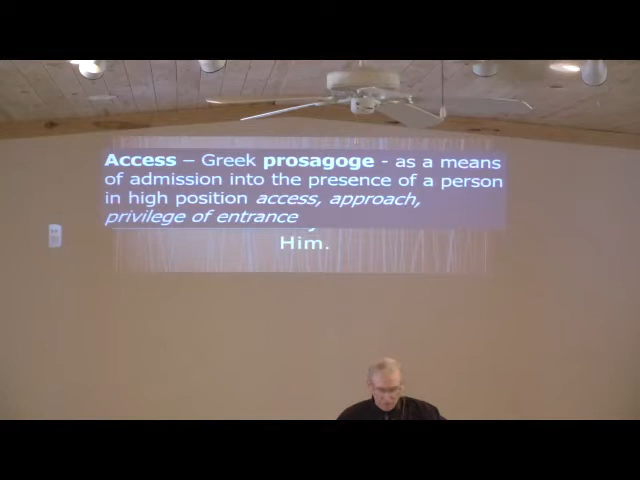 Access – Greek prosagoge - as a means
of admission into the presence of a person
in high position access, approach,
privilege of entrance
Him.